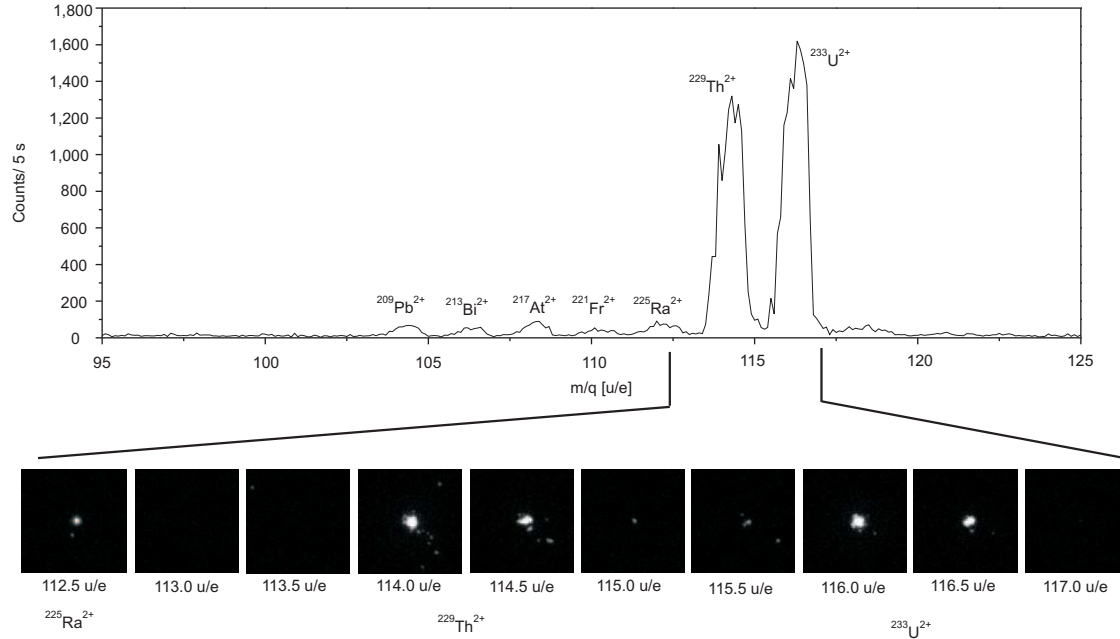 1,800
1,600
1,400
1,200
1,000
800
600
400
200
0
Counts/ 5 s
²³³U²⁺
²²⁹Th²⁺
²⁰⁹Pb²⁺ ²¹³Bi²⁺ ²¹⁷At²⁺ ²²¹Fr²⁺ ²²⁵Ra²⁺
95 100 105 110 115 120 125
m/q [u/e]
112.5 u/e 113.0 u/e 113.5 u/e 114.0 u/e 114.5 u/e 115.0 u/e 115.5 u/e 116.0 u/e 116.5 u/e 117.0 u/e
²²⁵Ra²⁺ ²²⁹Th²⁺ ²³³U²⁺